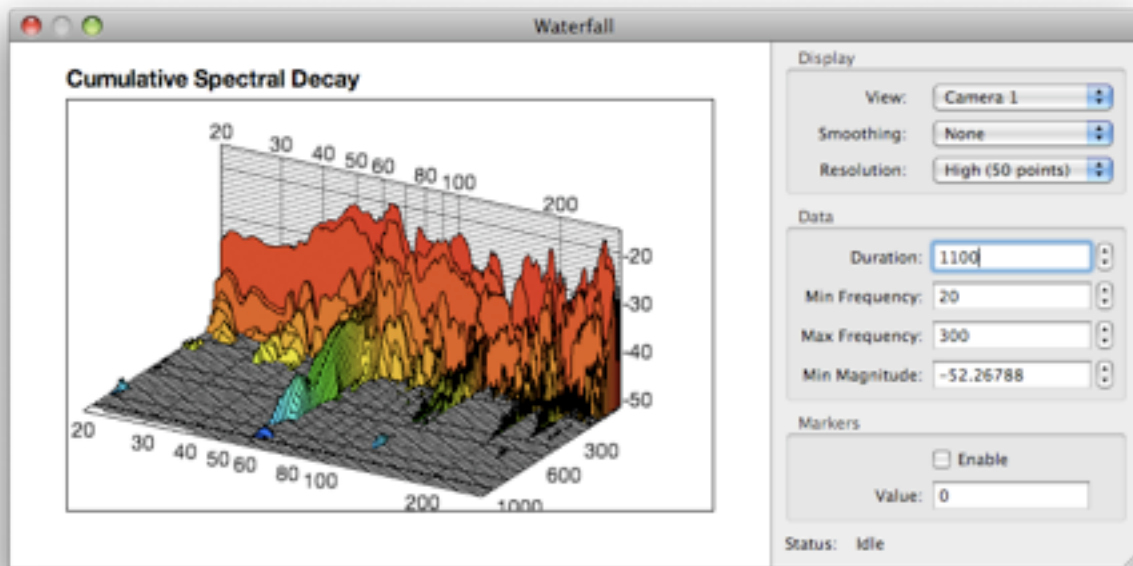 Waterfall
Cumulative Spectral Decay
20 30 40 50 60 80 100 200
-20
-30
-40
-50
20 30 40 50 60 80 100 200
300
600
1000
Display
View: Camera 1
Smoothing: None
Resolution: High (50 points)
Data
Duration: 1100
Min Frequency: 20
Max Frequency: 300
Min Magnitude: -52.26788
Markers
Enable
Value: 0
Status: Idle